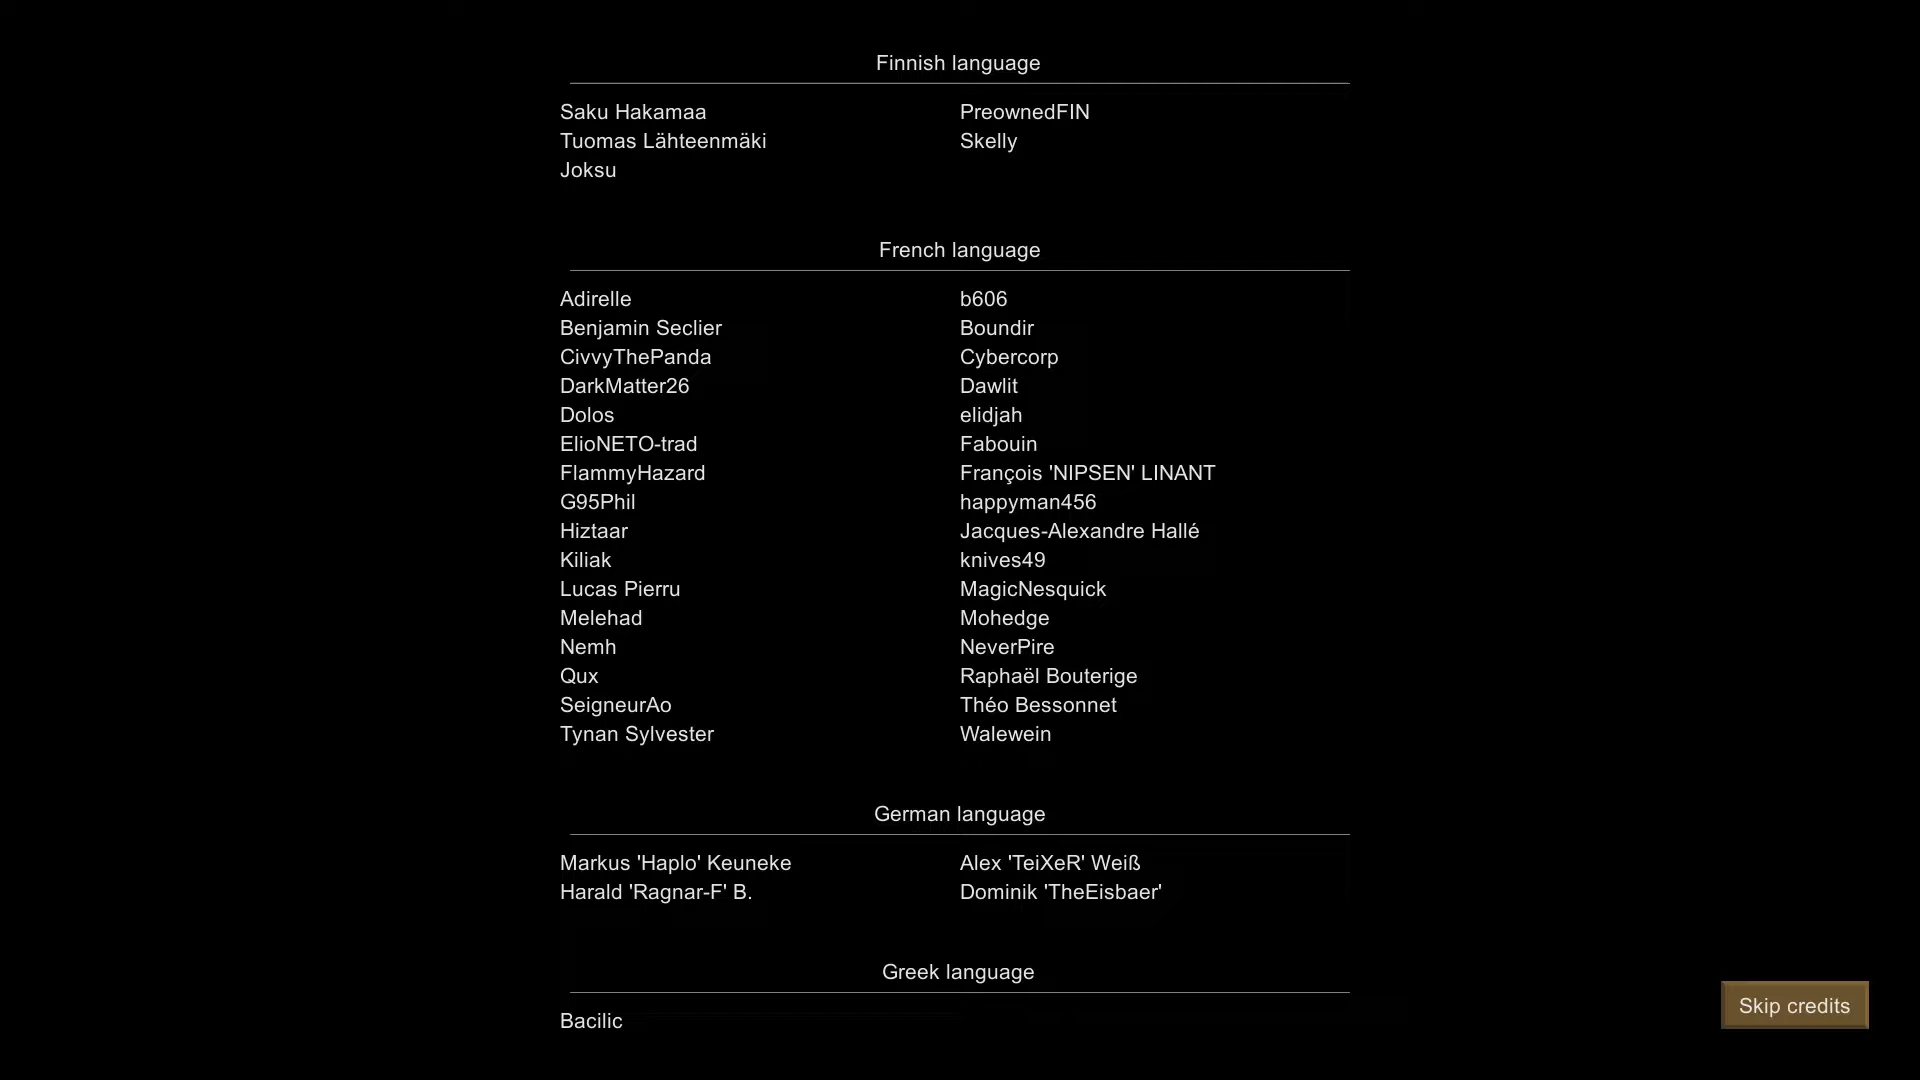 Finnish language
Saku Hakamaa PreownedFIN
Tuomas Lähteenmäki Skelly
Joksu
French language
Adirelle b606
Benjamin Seclier Boundir
CivvyThePanda Cybercorp
DarkMatter26 Dawlit
Dolos elidjah
ElioNETO-trad Fabouin
FlammyHazard François 'NIPSEN' LINANT
G95Phil happyman456
Hiztaar Jacques-Alexandre Hallé
Kiliak knives49
Lucas Pierru MagicNesquick
Melehad Mohedge
Nemh NeverPire
Qux Raphaël Bouterige
SeigneurAo Théo Bessonnet
Tynan Sylvester Walewein
German language
Markus 'Haplo' Keuneke Alex 'TeiXeR' Weiß
Harald 'Ragnar-F' B. Dominik 'TheEisbaer'
Greek language
Bacilic
Skip credits